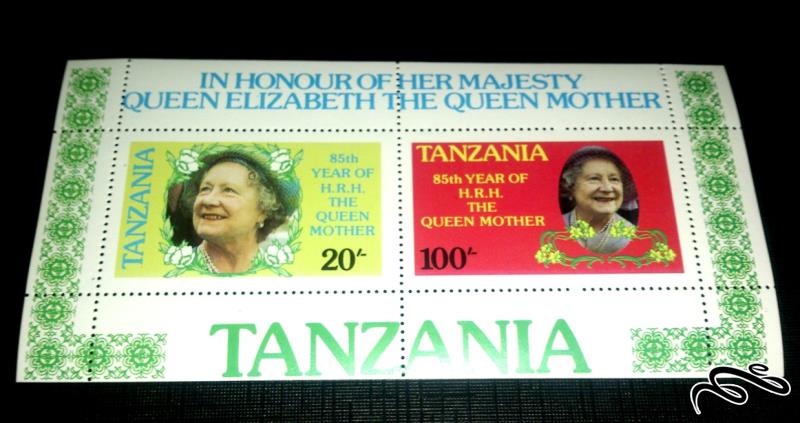 IN HONOUR OF HER MAJESTY
QUEEN ELIZABETH THE QUEEN MOTHER
TANZANIA
85th
YEAR OF
H.R.H.
THE
QUEEN
MOTHER
20/-
TANZANIA
85th YEAR OF
H.R.H.
THE
QUEEN MOTHER
100/-
TANZANIA